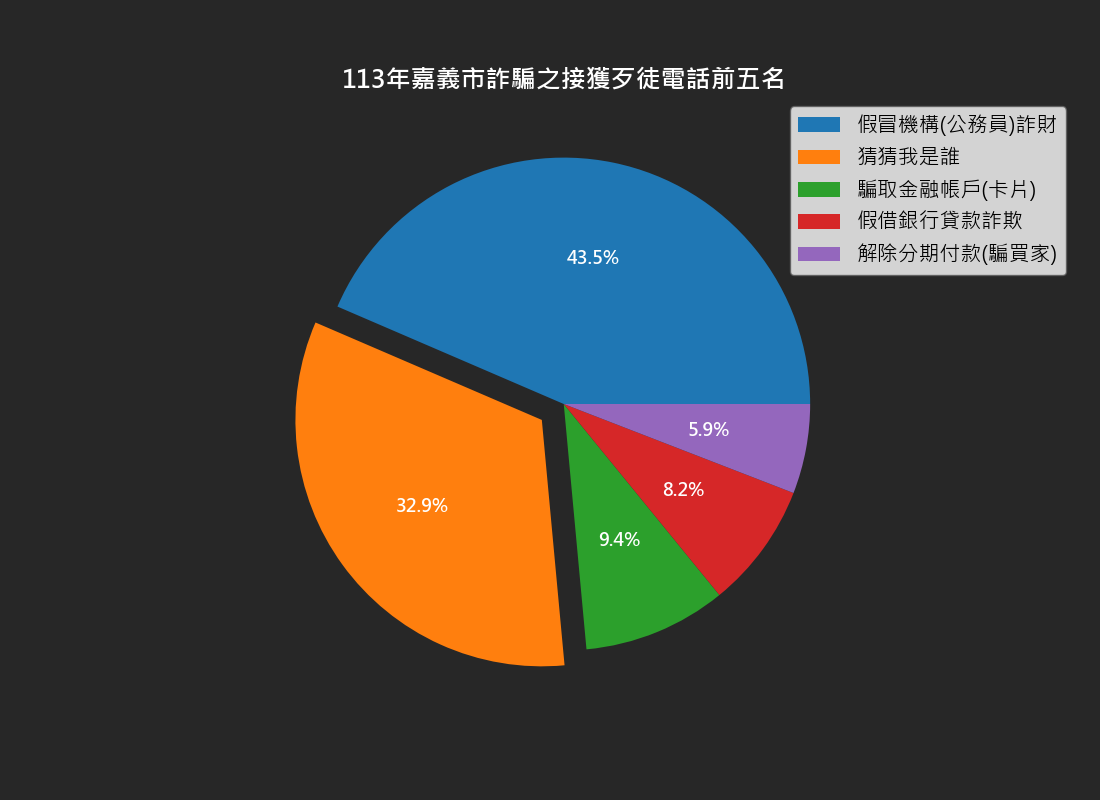 113年嘉義市詐騙之接獲歹徒電話前五名
假冒機構(公務員)詐財
猜猜我是誰
騙取金融帳戶(卡片)
假借銀行貸款詐欺
解除分期付款(騙買家)
43.5%
32.9%
9.4%
8.2%
5.9%